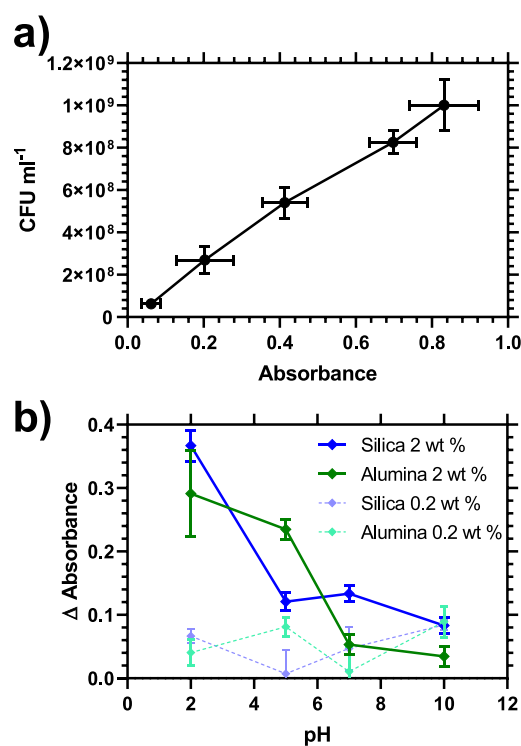 a)
1.2×10⁹
1×10⁹
8×10⁸
6×10⁸
4×10⁸
2×10⁸
0
CFU ml⁻¹
0.0 0.2 0.4 0.6 0.8 1.0
Absorbance
b)
0.4
0.3
0.2
0.1
0.0
Δ Absorbance
Silica 2 wt %
Alumina 2 wt %
Silica 0.2 wt %
Alumina 0.2 wt %
0 2 4 6 8 10 12
pH